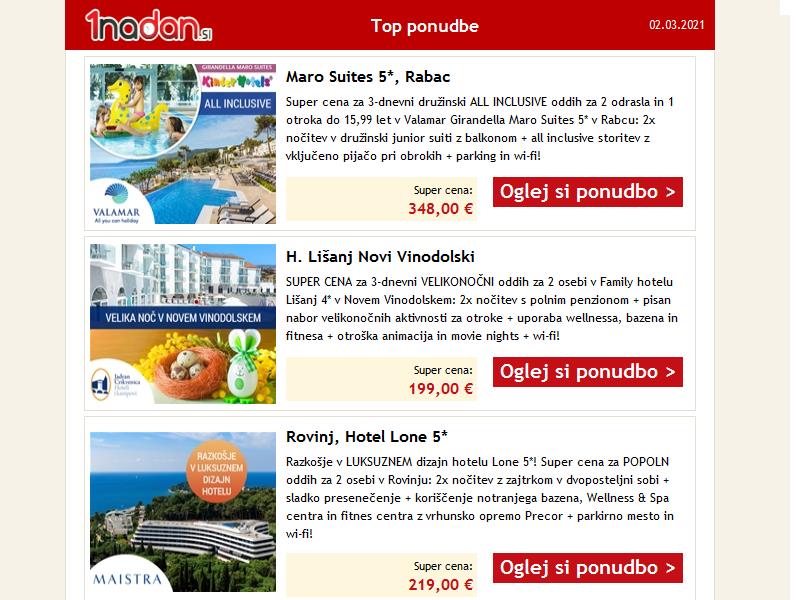 1nadan.si
Top ponudbe
02.03.2021
GIRANDELLA MARO SUITES
Kinder Hotels
ALL INCLUSIVE
VALAMAR
All you can holiday
Maro Suites 5*, Rabac
Super cena za 3-dnevni družinski ALL INCLUSIVE oddih za 2 odrasla in 1
otroka do 15,99 let v Valamar Girandella Maro Suites 5* v Rabcu: 2x
nočitev v družinski junior suiti z balkonom + all inclusive storitev z
vključeno pijačo pri obrokih + parking in wi-fi!
Super cena:
348,00 €
Oglej si ponudbo >
VELIKA NOČ V NOVEM VINODOLSKEM
Jadran
Crikvenica
Hoteli
H. Lišanj Novi Vinodolski
SUPER CENA za 3-dnevni VELIKONOČNI oddih za 2 osebi v Family hotelu
Lišanj 4* v Novem Vinodolskem: 2x nočitev s polnim penzionom + pisan
nabor velikonočnih aktivnosti za otroke + uporaba wellnessa, bazena in
fitnesa + otroška animacija in movie nights + wi-fi!
Super cena:
199,00 €
Oglej si ponudbo >
RAZKOŠJE
V LUKSUZNEM
DIZAJN
HOTELU
MAISTRA
Rovinj, Hotel Lone 5*
Razkošje v LUKSUZNEM dizajn hotelu Lone 5*! Super cena za POPOLN
oddih za 2 osebi v Rovinju: 2x nočitev z zajtrkom v dvoposteljni sobi +
sladko presenečenje + koriščenje notranjega bazena, Wellness & Spa
centra in fitnes centra z vrhunsko opremo Precor + parkirno mesto in
wi-fi!
Super cena:
219,00 €
Oglej si ponudbo >